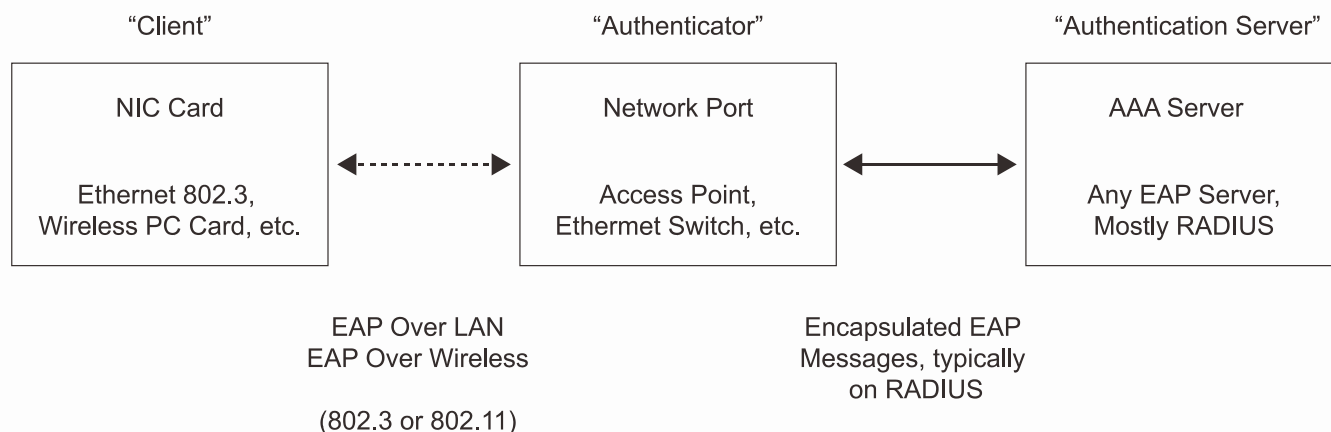 “Client”
“Authenticator”
“Authentication Server”
NIC Card
Ethernet 802.3,
Wireless PC Card, etc.
Network Port
Access Point,
Ethermet Switch, etc.
AAA Server
Any EAP Server,
Mostly RADIUS
EAP Over LAN
EAP Over Wireless
(802.3 or 802.11)
Encapsulated EAP
Messages, typically
on RADIUS